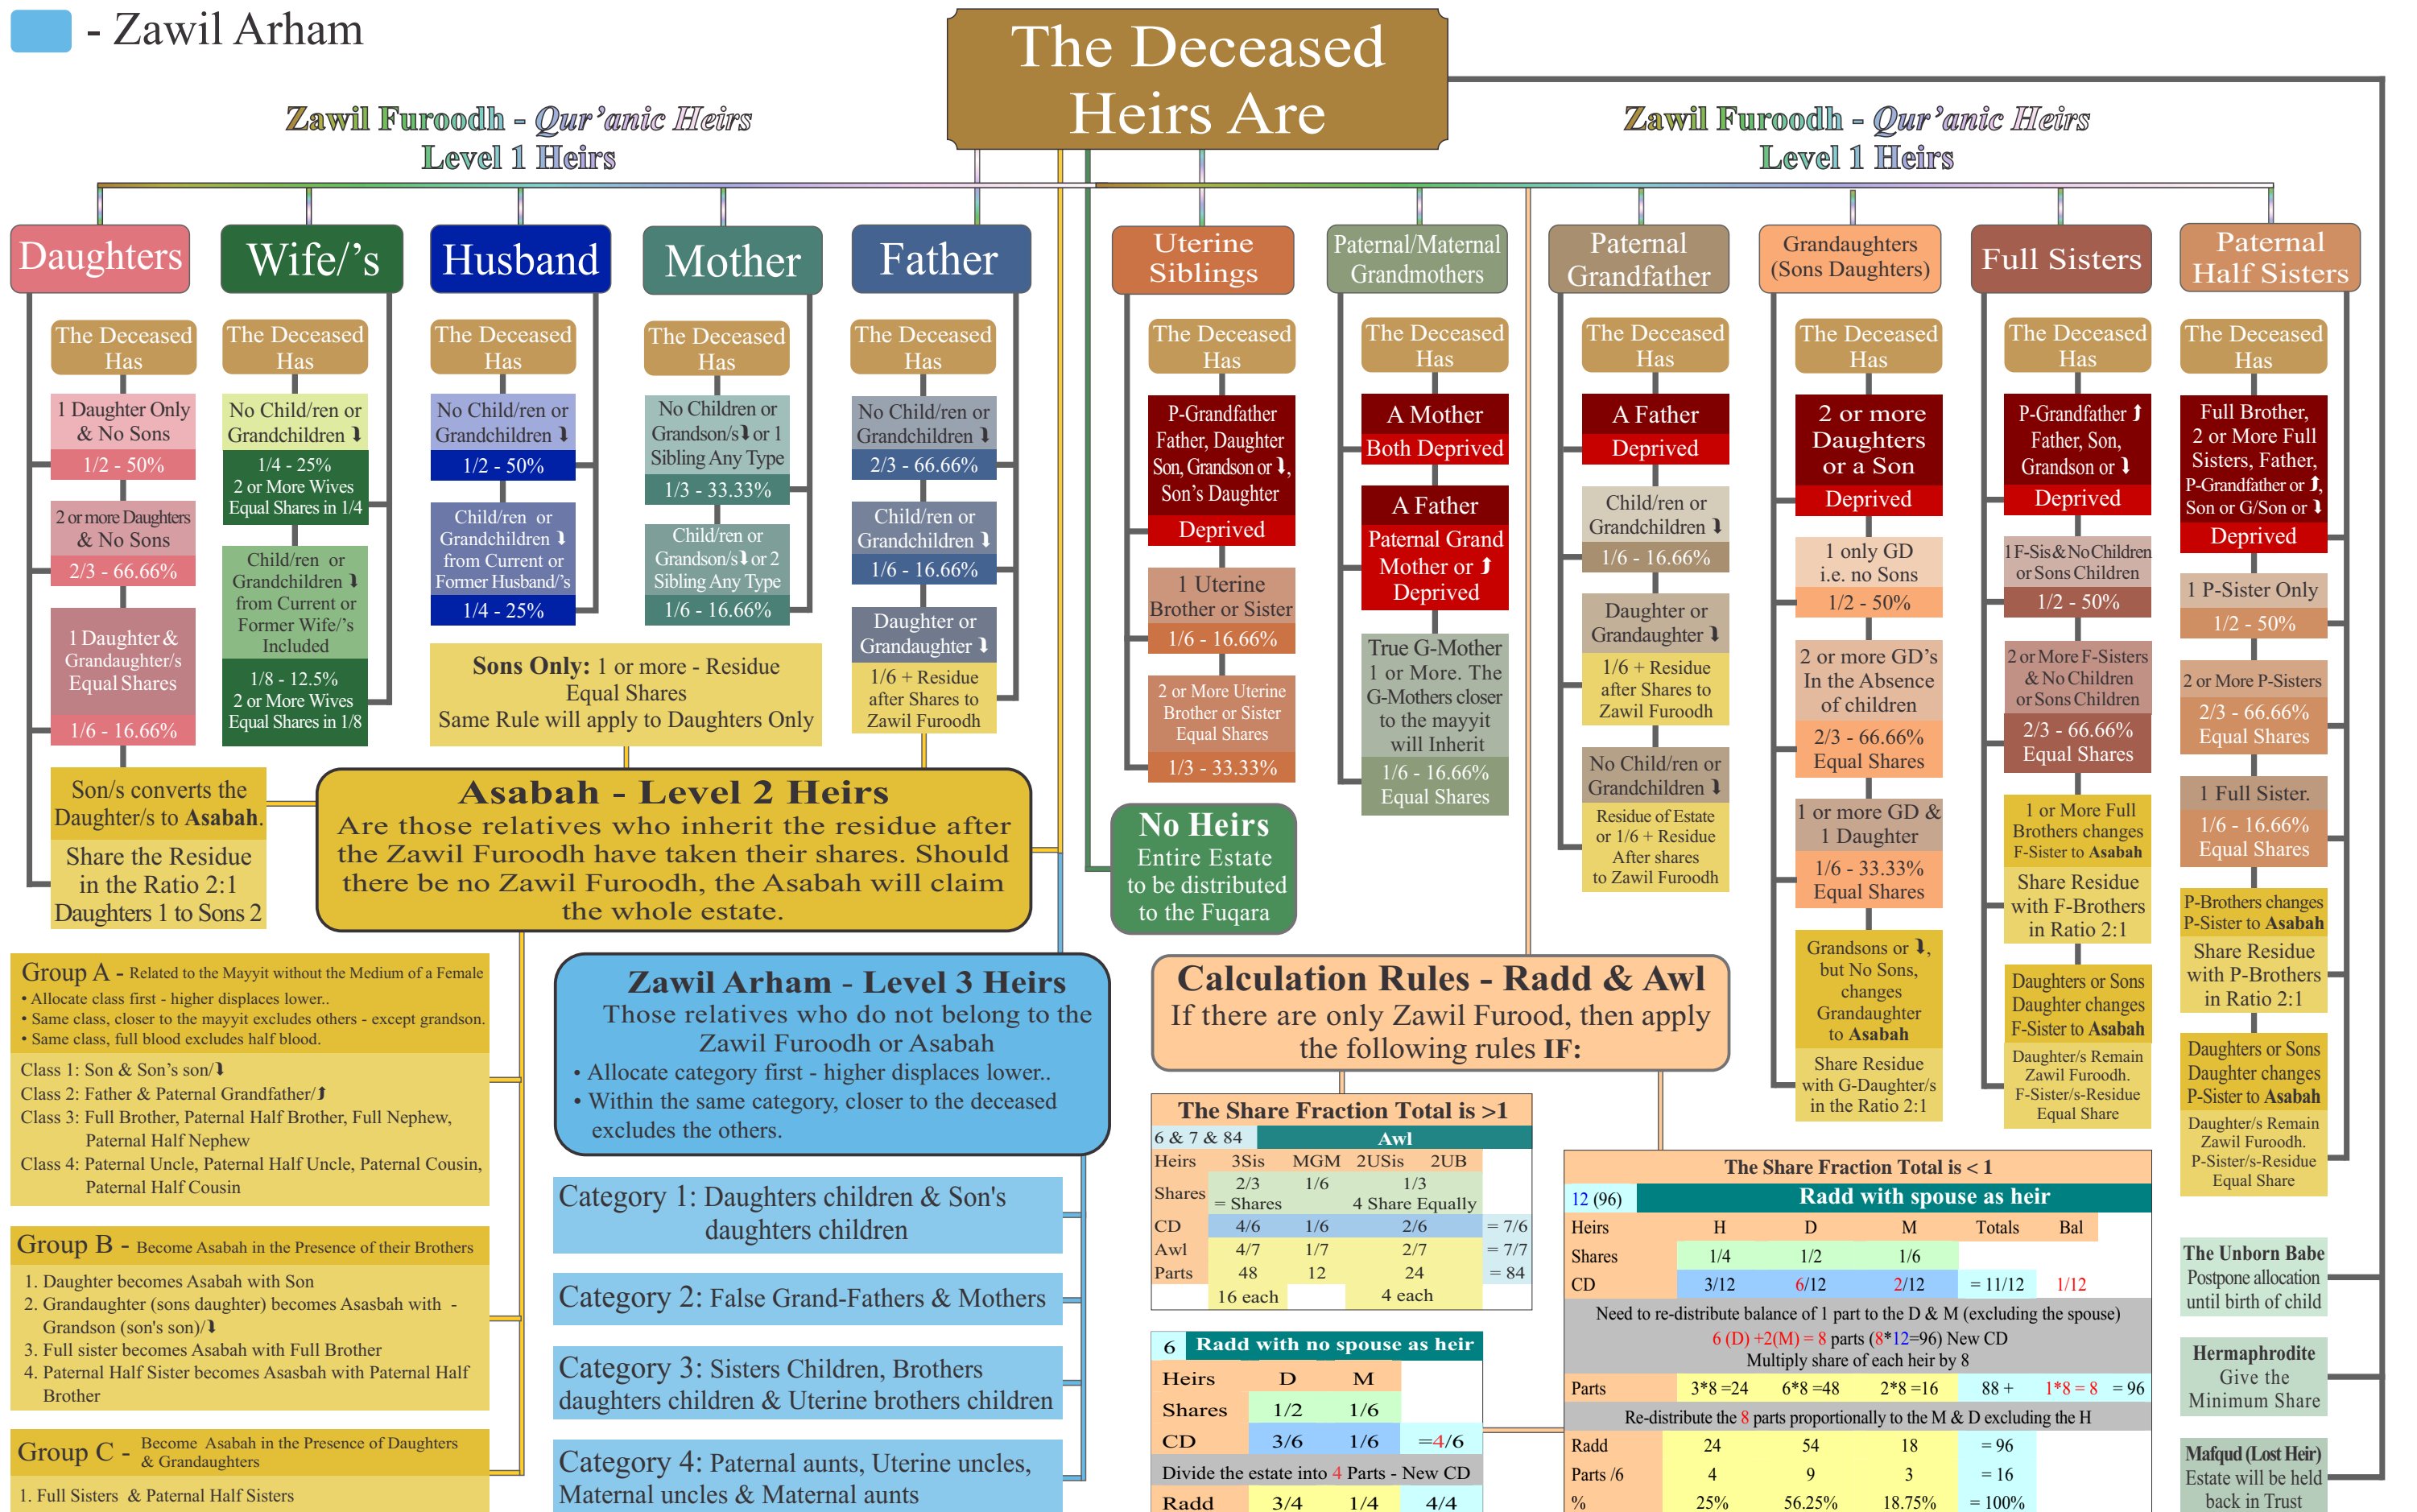 - Zawil Arham
The Deceased
Heirs Are
Zawil Furoodh - Qur'anic Heirs
Level 1 Heirs
Zawil Furoodh - Qur'anic Heirs
Level 1 Heirs
Daughters
The Deceased
Has
1 Daughter Only
& No Sons
1/2 - 50%
2 or more Daughters
& No Sons
2/3 - 66.66%
1 Daughter &
Grandaughter/s
Equal Shares
1/6 - 16.66%
Son/s converts the
Daughter/s to Asabah.
Share the Residue
in the Ratio 2:1
Daughters 1 to Sons 2
Wife/'s
The Deceased
Has
No Child/ren or
Grandchildren ⮯
1/4 - 25%
2 or More Wives
Equal Shares in 1/4
Child/ren or
Grandchildren ⮯
from Current or
Former Wife/'s
Included
1/8 - 12.5%
2 or More Wives
Equal Shares in 1/8
Husband
The Deceased
Has
No Child/ren or
Grandchildren ⮯
1/2 - 50%
Child/ren or
Grandchildren ⮯
from Current or
Former Husband/'s
1/4 - 25%
Mother
The Deceased
Has
No Children or
Grandson/s⮯ or 1
Sibling Any Type
1/3 - 33.33%
Child/ren or
Grandson/s⮯ or 2
Sibling Any Type
1/6 - 16.66%
Father
The Deceased
Has
No Child/ren or
Grandchildren ⮯
2/3 - 66.66%
Child/ren or
Grandchildren ⮯
1/6 - 16.66%
Daughter or
Grandaughter ⮯
1/6 + Residue
after Shares to
Zawil Furoodh
Sons Only: 1 or more - Residue
Equal Shares
Same Rule will apply to Daughters Only
Uterine
Siblings
The Deceased
Has
P-Grandfather
Father, Daughter
Son, Grandson or ⮯,
Son's Daughter
Deprived
1 Uterine
Brother or Sister
1/6 - 16.66%
2 or More Uterine
Brother or Sister
Equal Shares
1/3 - 33.33%
Paternal/Maternal
Grandmothers
The Deceased
Has
A Mother
Both Deprived
A Father
Paternal Grand
Mother or ⮭
Deprived
True G-Mother
1 or More. The
G-Mothers closer
to the mayyit
will Inherit
1/6 - 16.66%
Equal Shares
Paternal
Grandfather
The Deceased
Has
A Father
Deprived
Child/ren or
Grandchildren ⮯
1/6 - 16.66%
Daughter or
Grandaughter ⮯
1/6 + Residue
after Shares to
Zawil Furoodh
No Child/ren or
Grandchildren ⮯
Residue of Estate
or 1/6 + Residue
After shares
to Zawil Furoodh
Grandaughters
(Sons Daughters)
The Deceased
Has
2 or more
Daughters
or a Son
Deprived
1 only GD
i.e. no Sons
1/2 - 50%
2 or more GD's
In the Absence
of children
2/3 - 66.66%
Equal Shares
1 or more GD &
1 Daughter
1/6 - 33.33%
Equal Shares
Grandsons or ⮯,
but No Sons,
changes
Grandaughter
to Asabah
Share Residue
with G-Daughter/s
in the Ratio 2:1
Full Sisters
The Deceased
Has
P-Grandfather ⮭
Father, Son,
Grandson or ⮯
Deprived
1 F-Sis & No Children
or Sons Children
1/2 - 50%
2 or More F-Sisters
& No Children
or Sons Children
2/3 - 66.66%
Equal Shares
1 or More Full
Brothers changes
F-Sister to Asabah
Share Residue
with F-Brothers
in Ratio 2:1
Daughters or Sons
Daughter changes
F-Sister to Asabah
Daughter/s Remain
Zawil Furoodh.
F-Sister/s-Residue
Equal Share
Paternal
Half Sisters
The Deceased
Has
Full Brother,
2 or More Full
Sisters, Father,
P-Grandfather or ⮭,
Son or G/Son or ⮯
Deprived
1 P-Sister Only
1/2 - 50%
2 or More P-Sisters
2/3 - 66.66%
Equal Shares
1 Full Sister.
1/6 - 16.66%
Equal Shares
P-Brothers changes
P-Sister to Asabah
Share Residue
with P-Brothers
in Ratio 2:1
Daughters or Sons
Daughter changes
P-Sister to Asabah
Daughter/s Remain
Zawil Furoodh.
P-Sister/s-Residue
Equal Share
Asabah - Level 2 Heirs
Are those relatives who inherit the residue after
the Zawil Furoodh have taken their shares. Should
there be no Zawil Furoodh, the Asabah will claim
the whole estate.
No Heirs
Entire Estate
to be distributed
to the Fuqara
Group A - Related to the Mayyit without the Medium of a Female
• Allocate class first - higher displaces lower..
• Same class, closer to the mayyit excludes others - except grandson.
• Same class, full blood excludes half blood.
Class 1: Son & Son's son/⮯
Class 2: Father & Paternal Grandfather/⮭
Class 3: Full Brother, Paternal Half Brother, Full Nephew,
Paternal Half Nephew
Class 4: Paternal Uncle, Paternal Half Uncle, Paternal Cousin,
Paternal Half Cousin
Group B - Become Asabah in the Presence of their Brothers
1. Daughter becomes Asabah with Son
2. Grandaughter (sons daughter) becomes Asasbah with -
Grandson (son's son)/⮯
3. Full sister becomes Asabah with Full Brother
4. Paternal Half Sister becomes Asasbah with Paternal Half
Brother
Group C - Become Asabah in the Presence of Daughters
& Grandaughters
1. Full Sisters & Paternal Half Sisters
Zawil Arham - Level 3 Heirs
Those relatives who do not belong to the
Zawil Furoodh or Asabah
• Allocate category first - higher displaces lower..
• Within the same category, closer to the deceased
excludes the others.
Category 1: Daughters children & Son's
daughters children
Category 2: False Grand-Fathers & Mothers
Category 3: Sisters Children, Brothers
daughters children & Uterine brothers children
Category 4: Paternal aunts, Uterine uncles,
Maternal uncles & Maternal aunts
Calculation Rules - Radd & Awl
If there are only Zawil Furood, then apply
the following rules IF:
The Share Fraction Total is >1
6 & 7 & 84 Awl
Heirs 3Sis MGM 2USis 2UB
Shares 2/3 1/6 1/3
= Shares 4 Share Equally
CD 4/6 1/6 2/6 = 7/6
Awl 4/7 1/7 2/7 = 7/7
Parts 48 12 24 = 84
16 each 4 each
6 Radd with no spouse as heir
Heirs D M
Shares 1/2 1/6
CD 3/6 1/6 =4/6
Divide the estate into 4 Parts - New CD
Radd 3/4 1/4 4/4
The Share Fraction Total is < 1
12 (96) Radd with spouse as heir
Heirs H D M Totals Bal
Shares 1/4 1/2 1/6
CD 3/12 6/12 2/12 = 11/12 1/12
Need to re-distribute balance of 1 part to the D & M (excluding the spouse)
6 (D) +2(M) = 8 parts (8*12=96) New CD
Multiply share of each heir by 8
Parts 3*8 =24 6*8 =48 2*8 =16 88 + 1*8 = 8 = 96
Re-distribute the 8 parts proportionally to the M & D excluding the H
Radd 24 54 18 = 96
Parts /6 4 9 3 = 16
% 25% 56.25% 18.75% = 100%
The Unborn Babe
Postpone allocation
until birth of child
Hermaphrodite
Give the
Minimum Share
Mafqud (Lost Heir)
Estate will be held
back in Trust